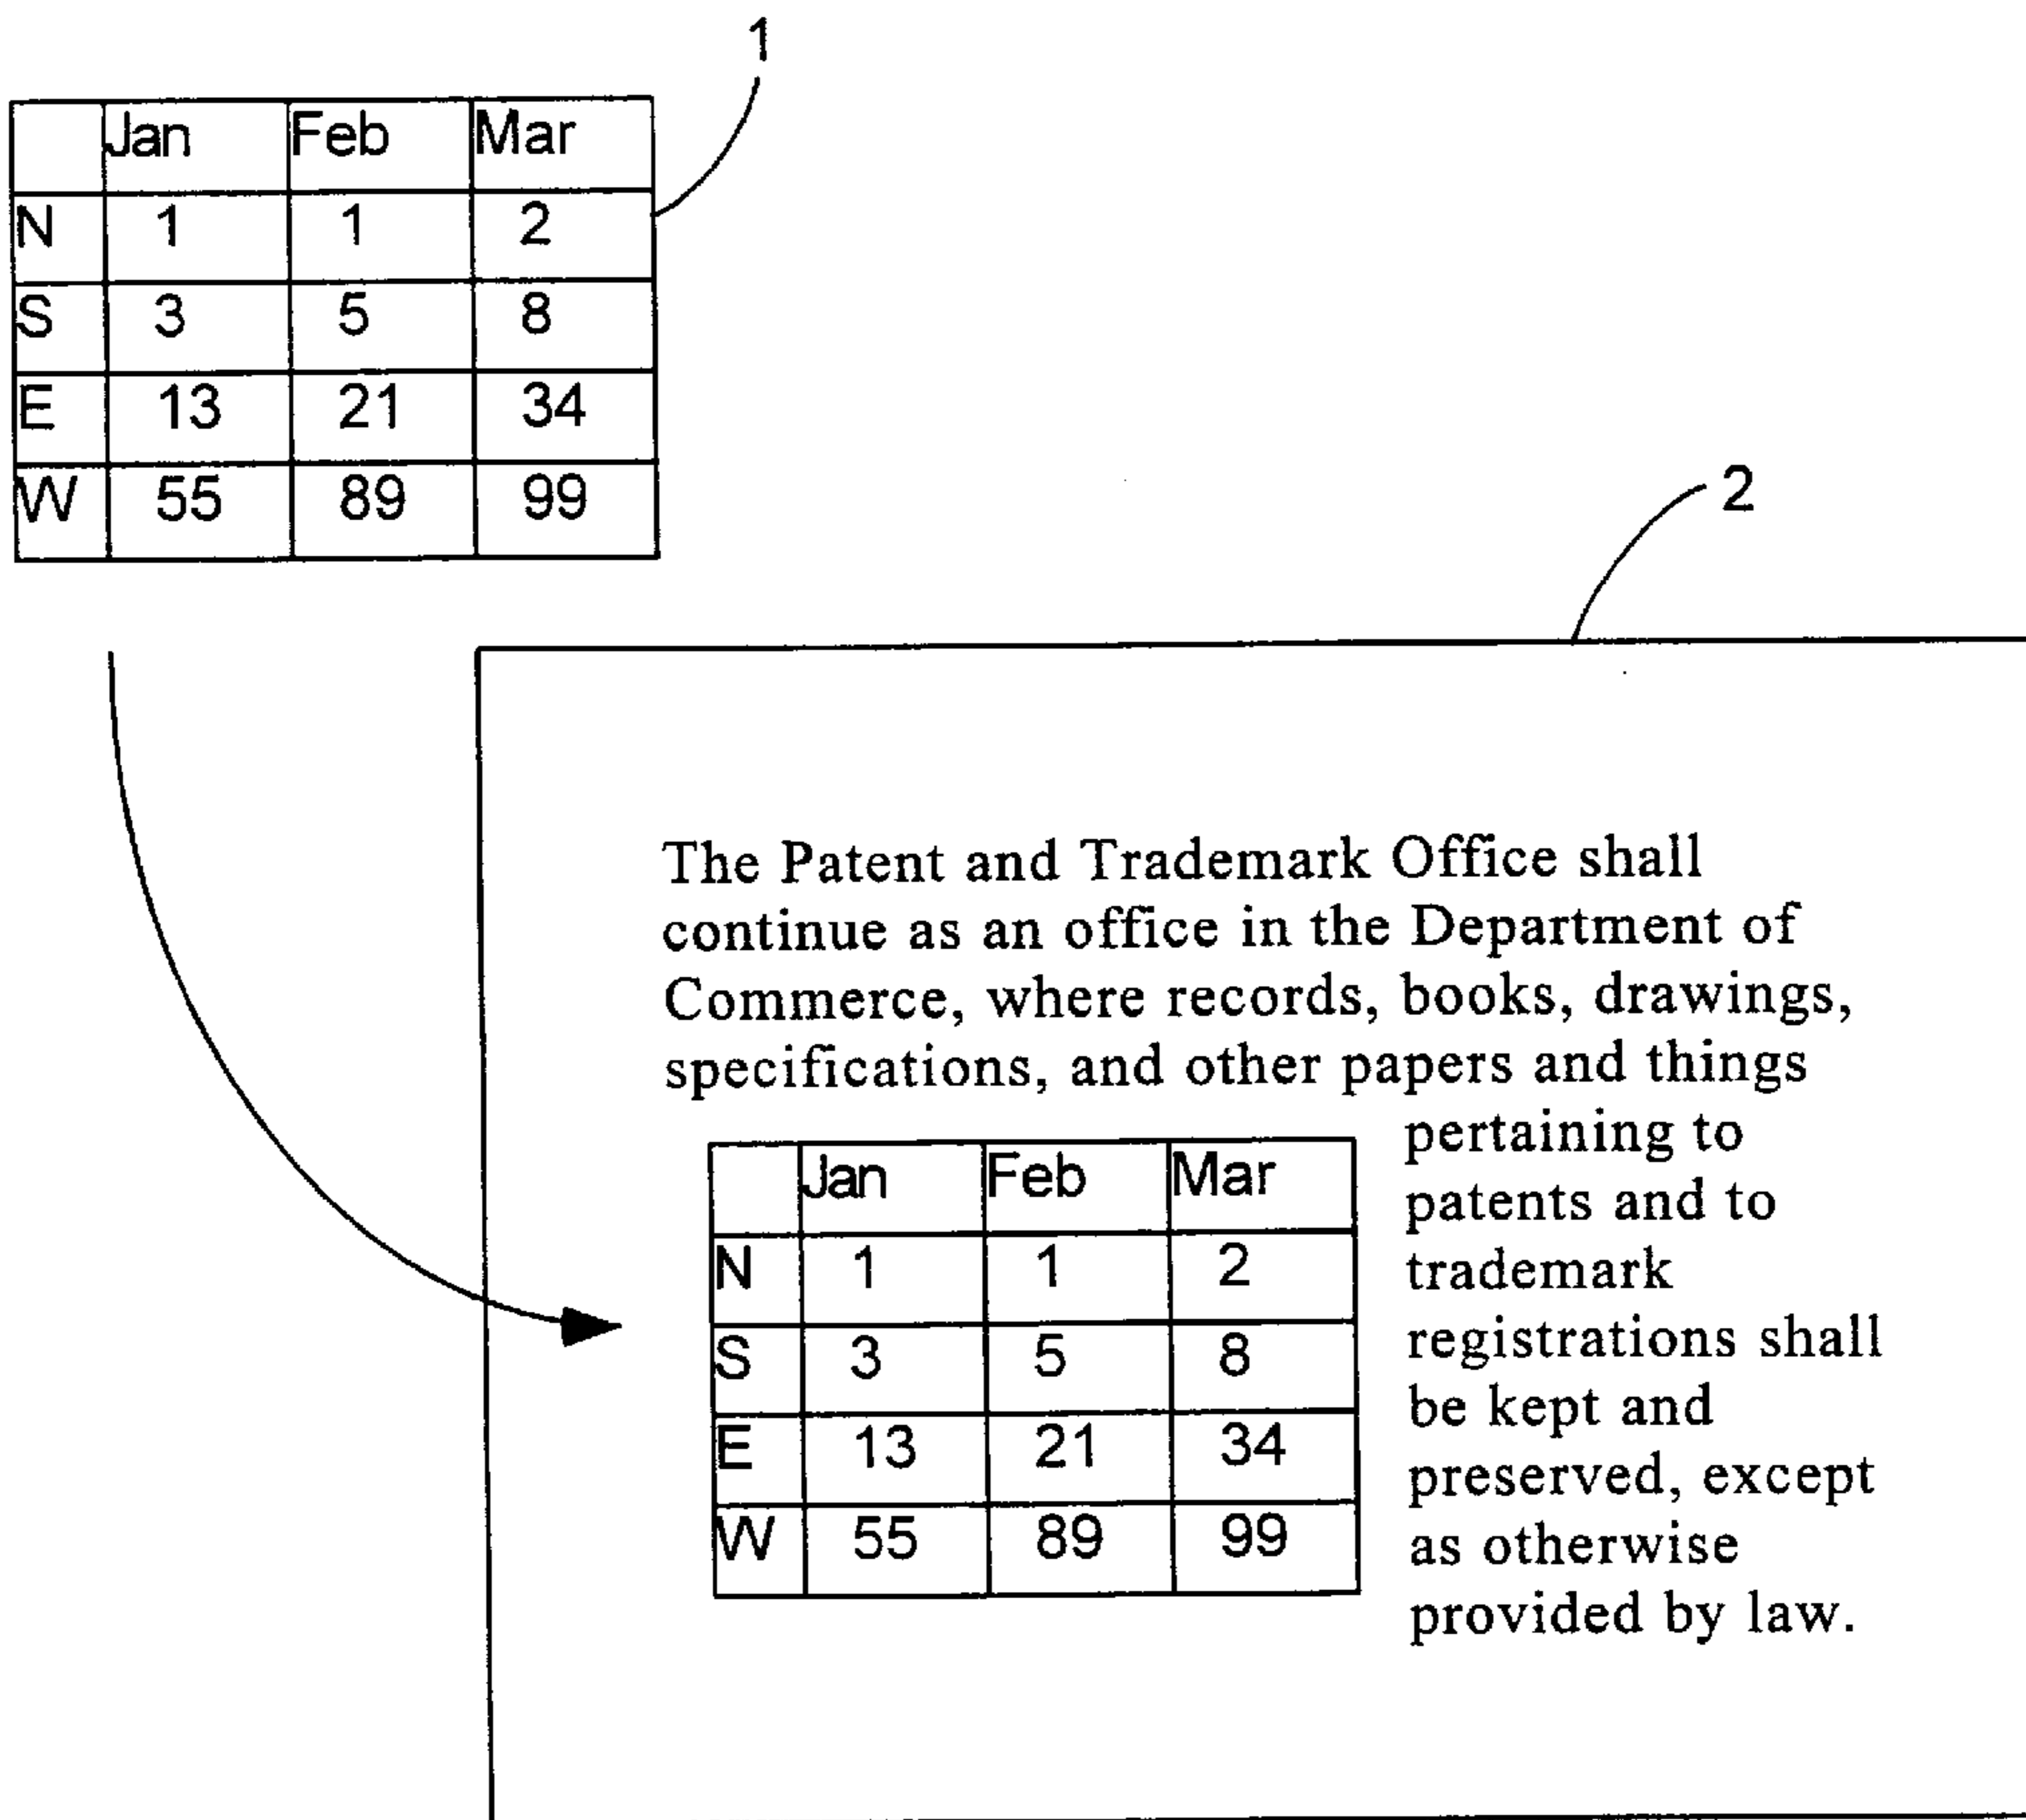 1
Jan Feb Mar
N 1 1 2
S 3 5 8
E 13 21 34
W 55 89 99
2
The Patent and Trademark Office shall
continue as an office in the Department of
Commerce, where records, books, drawings,
specifications, and other papers and things
pertaining to
patents and to
trademark
registrations shall
be kept and
preserved, except
as otherwise
provided by law.
Jan Feb Mar
N 1 1 2
S 3 5 8
E 13 21 34
W 55 89 99